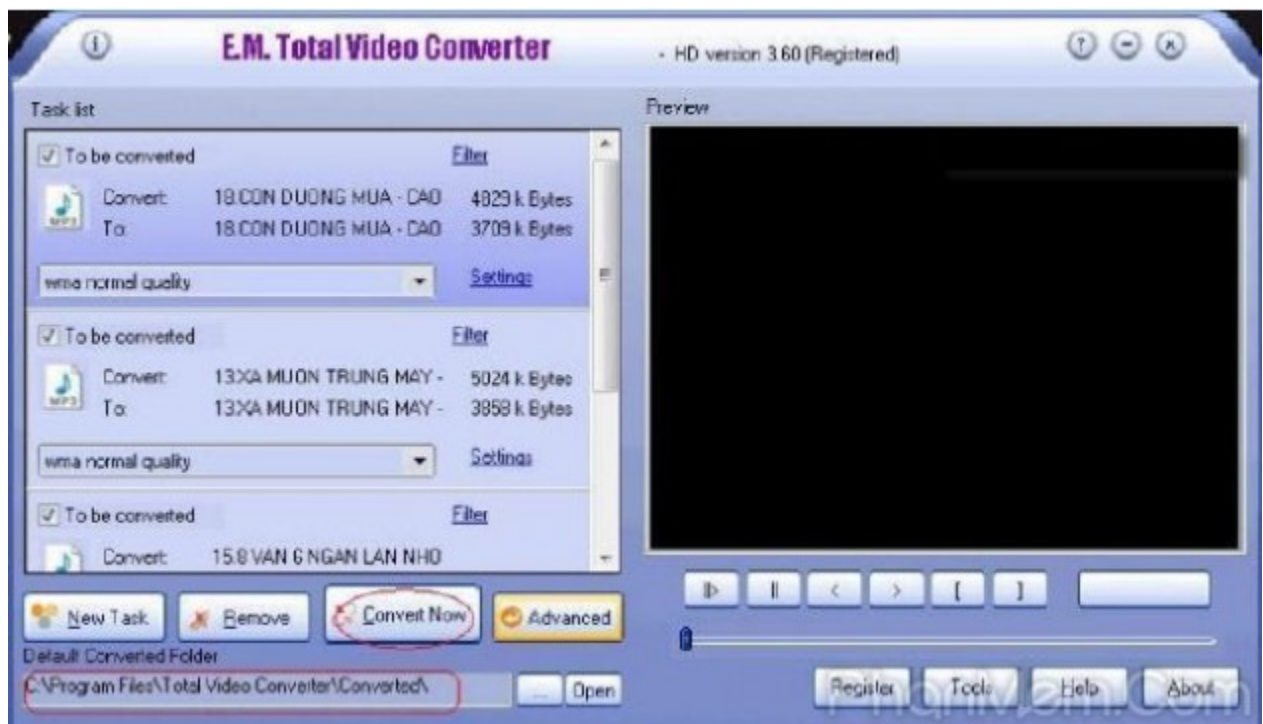 E.M. Total Video Converter - HD version 3.60 (Registered)
Task list
To be converted Filter
MP3
Convert: 18.CON DUONG MUA - CAO 4829 k Bytes
To: 18.CON DUONG MUA - CAO 3709 k Bytes
wma normal quality Settings
To be converted Filter
MP3
Convert: 13.XA MUON TRUNG MAY - 5024 k Bytes
To: 13.XA MUON TRUNG MAY - 3858 k Bytes
wma normal quality Settings
To be converted Filter
Convert: 15.8 VAN 6 NGAN LAN NHO
New Task Remove Convert Now Advanced
Default Converted Folder
C:\Program Files\Total Video Converter\Converted\ ... Open
Preview
[ ]
Register Tools Help About
PhanMem.Com